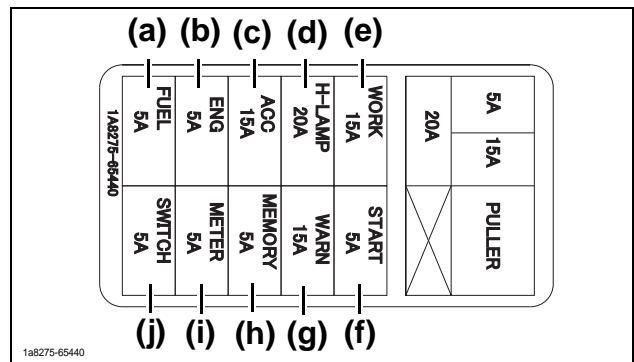 (a) (b) (c) (d) (e)
FUEL 5A
ENG 5A
ACC 15A
H-LAMP 20A
WORK 15A
20A
5A
15A
1A8275-65440
SWITCH 5A
METER 5A
MEMORY 5A
WARN 15A
START 5A
PULLER
(j) (i) (h) (g) (f)
1a8275-65440